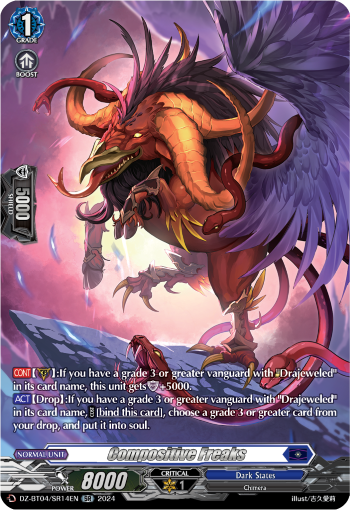 1
GRADE
BOOST
5000
SHIELD
CONT【】:If you have a grade 3 or greater vanguard with "Drajeweled"
in its card name, this unit gets +5000.
ACT【Drop】:If you have a grade 3 or greater vanguard with "Drajeweled"
in its card name, COST [bind this card], choose a grade 3 or greater card from
your drop, and put it into soul.
NORMAL UNIT
Compositive Freaks
POWER 8000 CRITICAL 1
Dark States
Chimera
DZ-BT04/SR14EN SR 2024 illust/古久愛莉